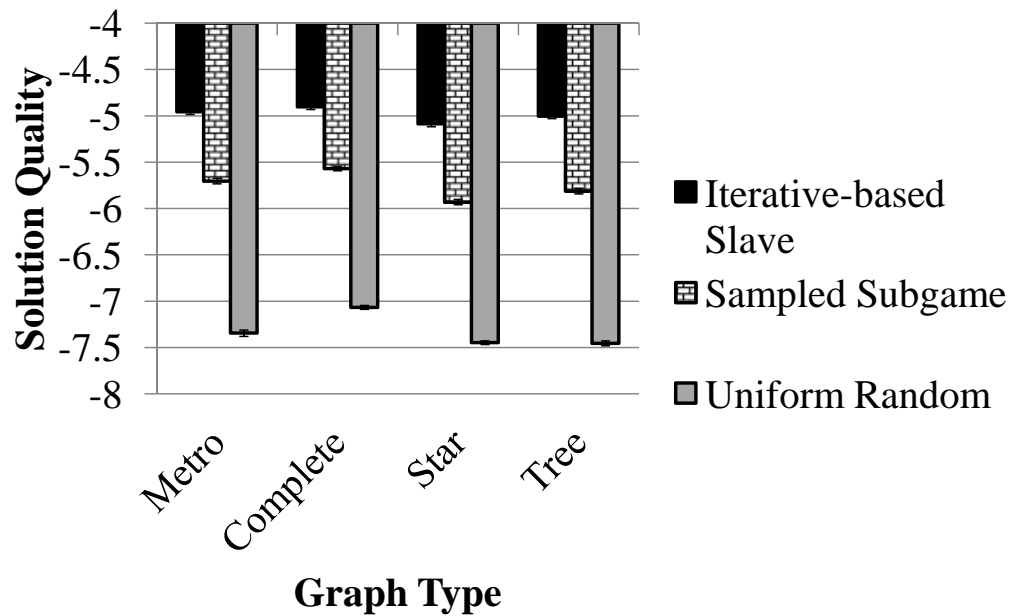 -4
-4.5
-5
-5.5
-6
-6.5
-7
-7.5
-8
Solution Quality
Metro
Complete
Star
Tree
Graph Type
Iterative-based
Slave
Sampled Subgame
Uniform Random